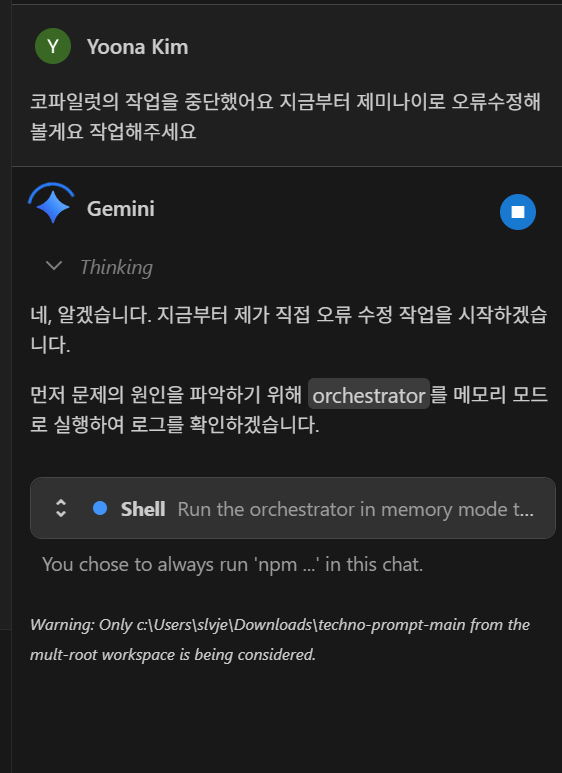 Y
Yoona Kim
코파일럿의 작업을 중단했어요 지금부터 제미나이로 오류수정해
볼게요 작업해주세요
Gemini
Thinking
네, 알겠습니다. 지금부터 제가 직접 오류 수정 작업을 시작하겠습
니다.
먼저 문제의 원인을 파악하기 위해 orchestrator를 메모리 모드
로 실행하여 로그를 확인하겠습니다.
Shell Run the orchestrator in memory mode t...
You chose to always run 'npm ...' in this chat.
Warning: Only c:\Users\slvje\Downloads\techno-prompt-main from the
mult-root workspace is being considered.